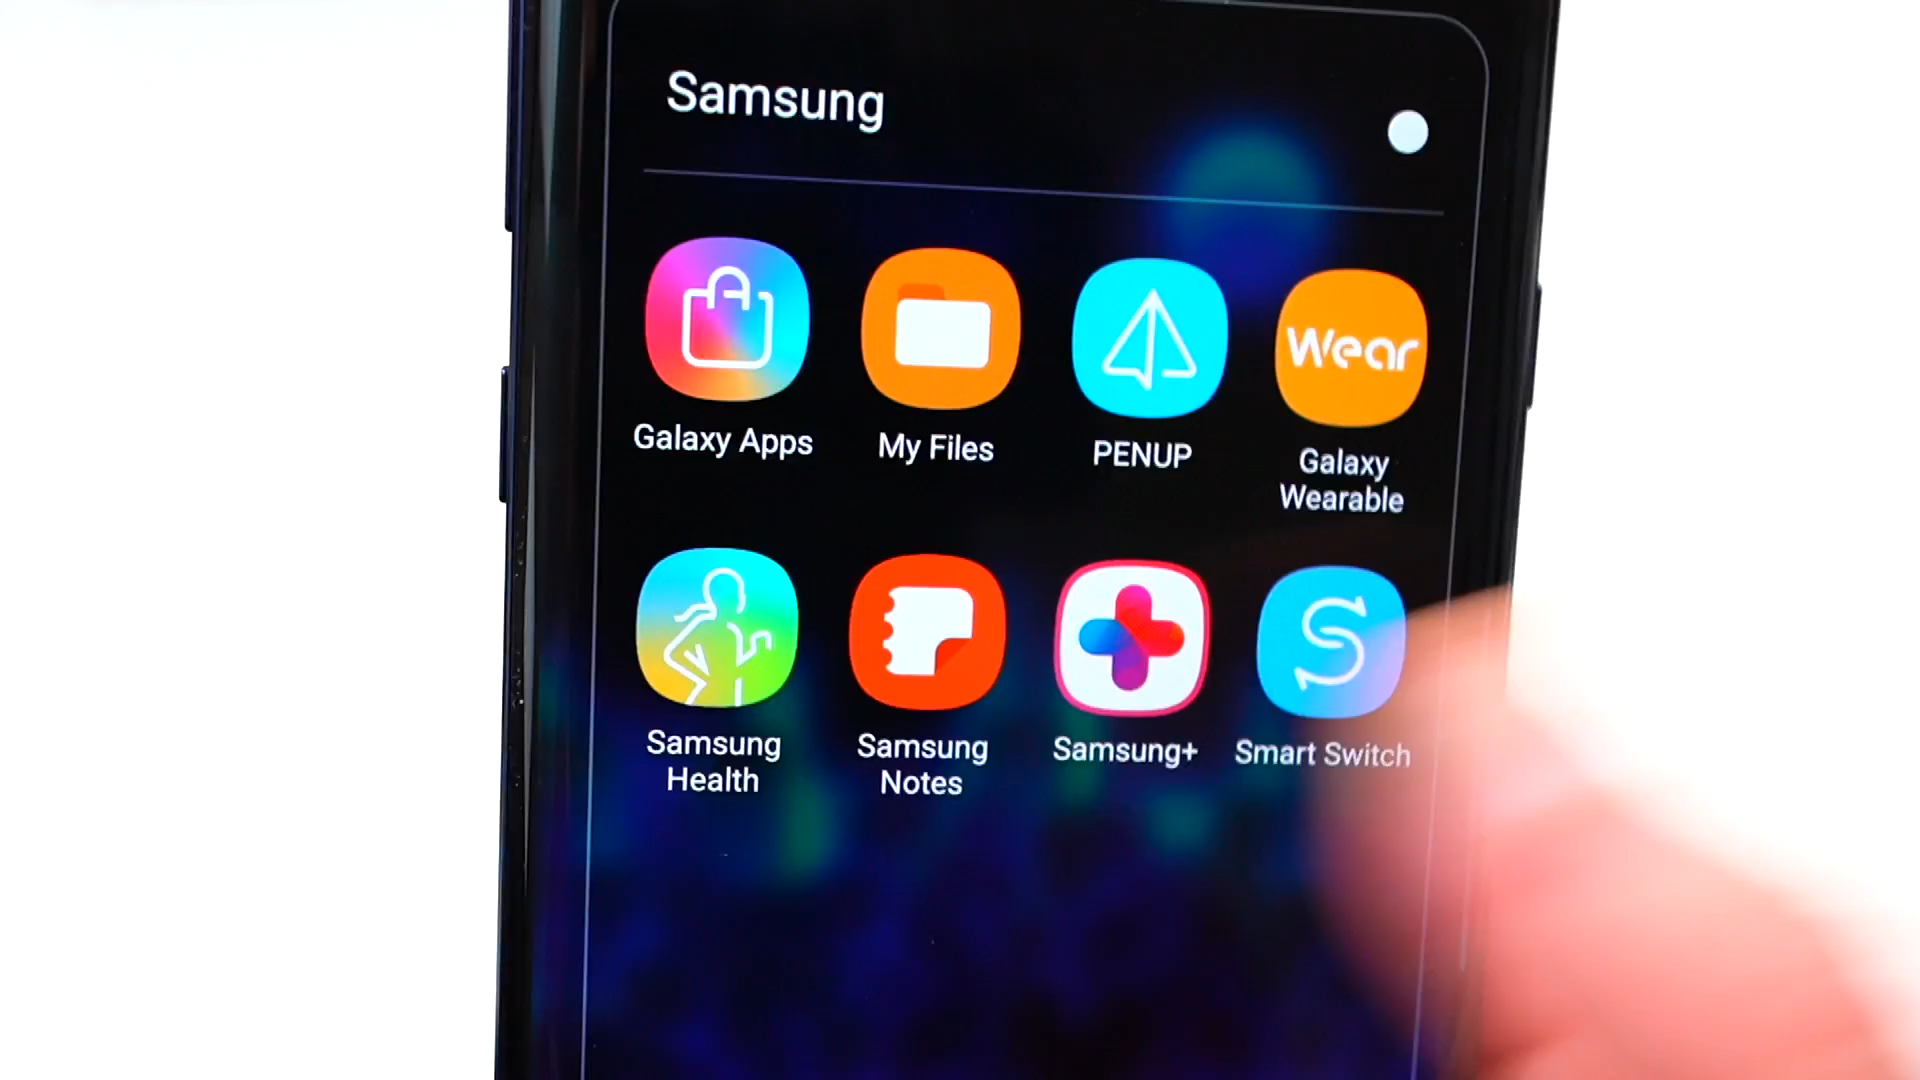 Samsung
Wear
Galaxy Apps
My Files
PENUP
Galaxy
Wearable
S
Samsung
Health
Samsung
Notes
Samsung+
Smart Switch